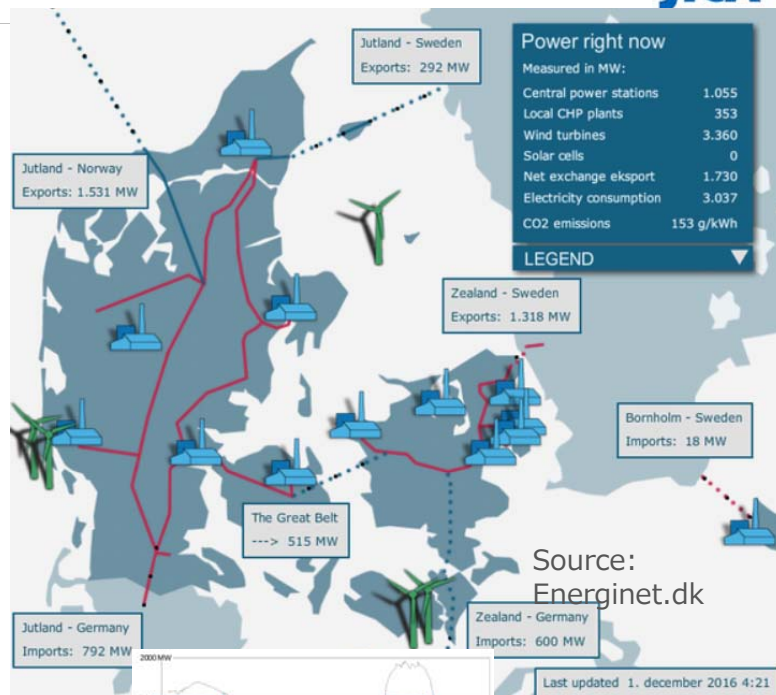 Jutland - Sweden
Exports: 292 MW
Power right now
Measured in MW:
Central power stations 1.055
Local CHP plants 353
Wind turbines 3.360
Solar cells 0
Net exchange eksport 1.730
Electricity consumption 3.037
CO2 emissions 153 g/kWh
LEGEND
Jutland - Norway
Exports: 1.531 MW
Zealand - Sweden
Exports: 1.318 MW
Bornholm - Sweden
Imports: 18 MW
The Great Belt
---> 515 MW
Source:
Energinet.dk
Jutland - Germany
Imports: 792 MW
Zealand - Germany
Imports: 600 MW
2000 MW
Last updated 1. december 2016 4:21